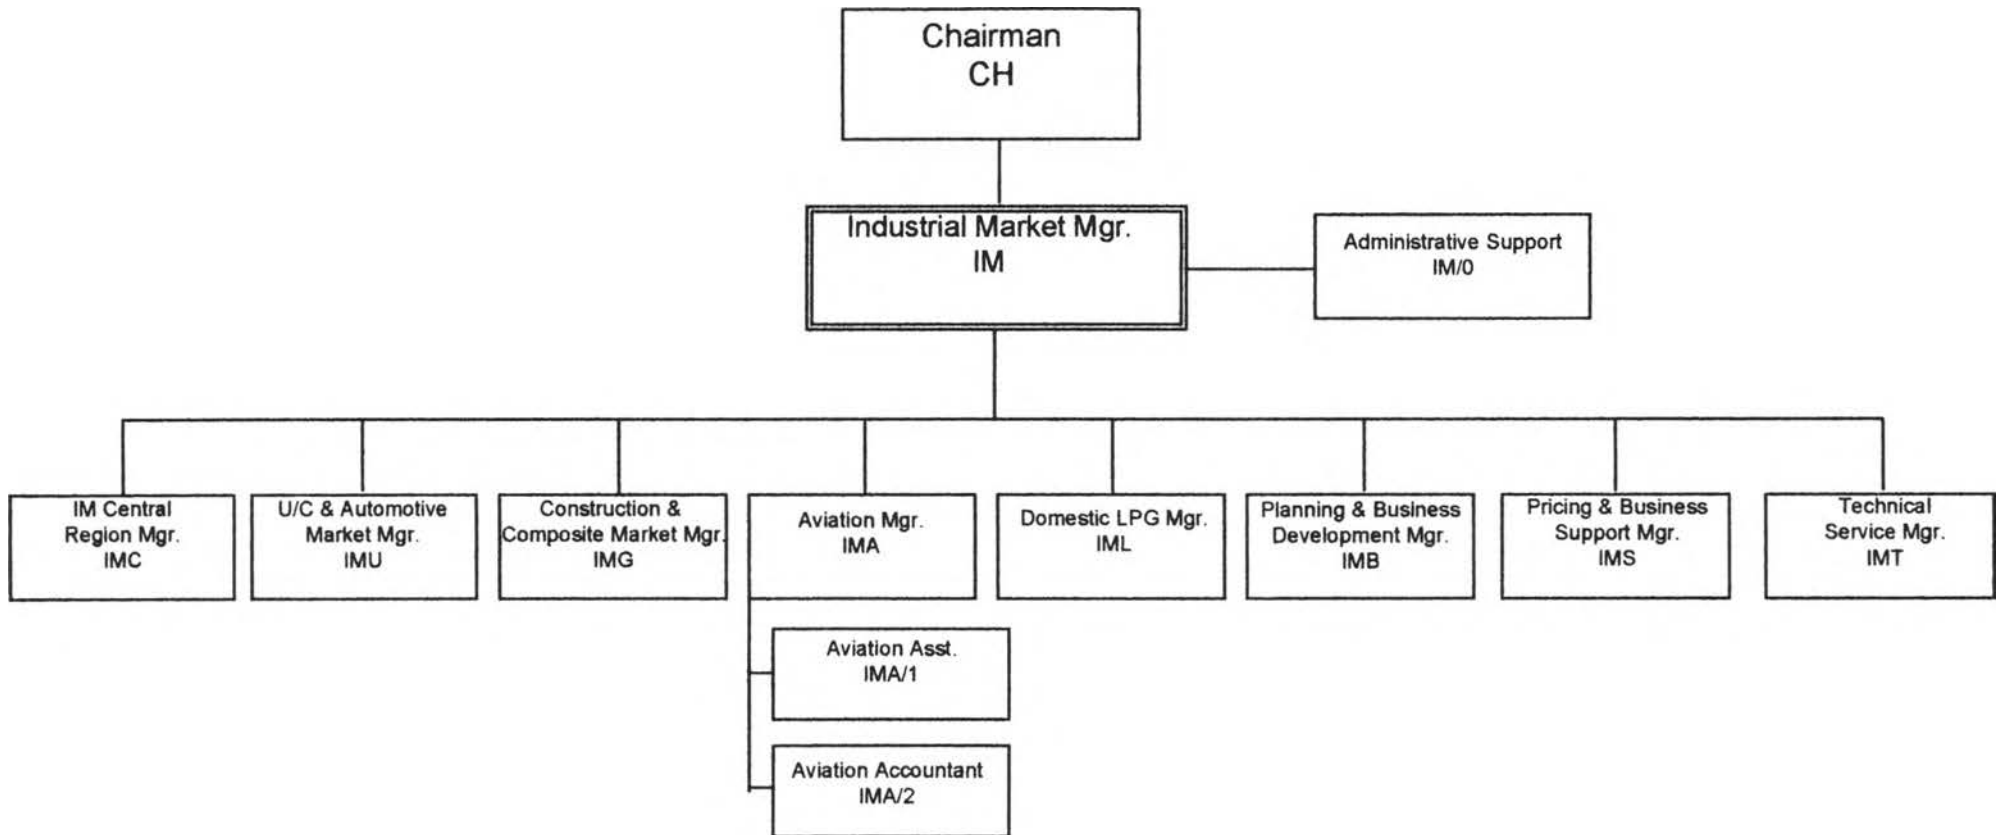 Chairman
CH
Industrial Market Mgr.
IM
Administrative Support
IM/0
IM Central
Region Mgr.
IMC
U/C & Automotive
Market Mgr.
IMU
Construction &
Composite Market Mgr.
IMG
Aviation Mgr.
IMA
Domestic LPG Mgr.
IML
Planning & Business
Development Mgr.
IMB
Pricing & Business
Support Mgr.
IMS
Technical
Service Mgr.
IMT
Aviation Asst.
IMA/1
Aviation Accountant
IMA/2